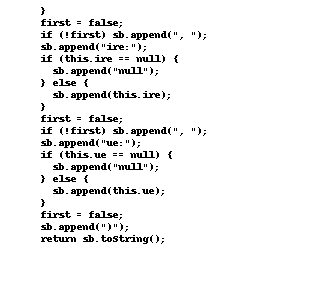 }
first = false;
if (!first) sb.append(", ");
sb.append("ire:");
if (this.ire == null) {
sb.append("null");
} else {
sb.append(this.ire);
}
first = false;
if (!first) sb.append(", ");
sb.append("ue:");
if (this.ue == null) {
sb.append("null");
} else {
sb.append(this.ue);
}
first = false;
sb.append(")");
return sb.toString();